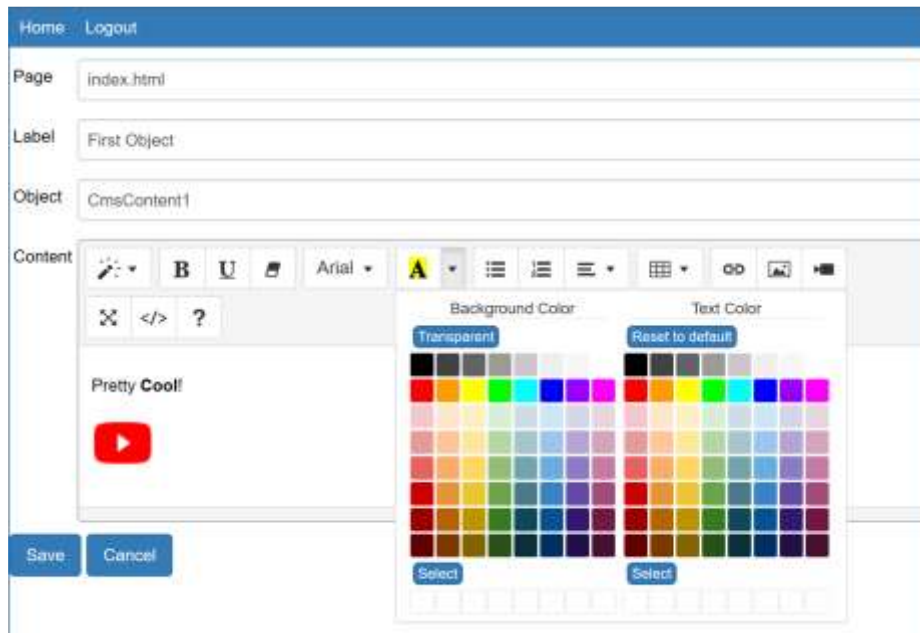 Home Logout
Page index.html
Label First Object
Object CmsContent1
Content B U Arial A
</> ?
Background Color Text Color
Transparent Reset to default
Pretty Cool!
Select Select
Save Cancel